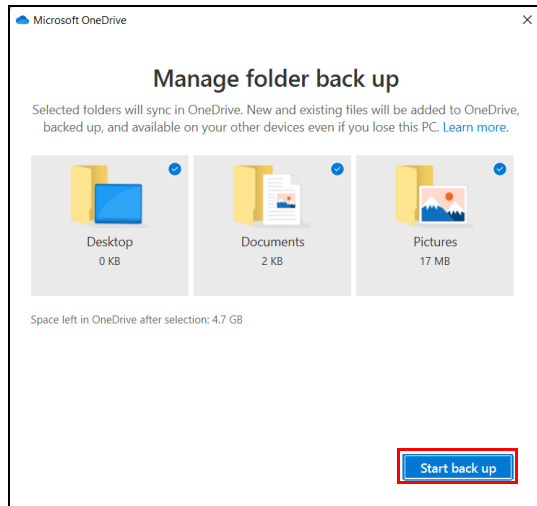 Microsoft OneDrive
Manage folder back up
Selected folders will sync in OneDrive. New and existing files will be added to OneDrive,
backed up, and available on your other devices even if you lose this PC. Learn more.
Desktop
0 KB
Documents
2 KB
Pictures
17 MB
Space left in OneDrive after selection: 4.7 GB
Start back up